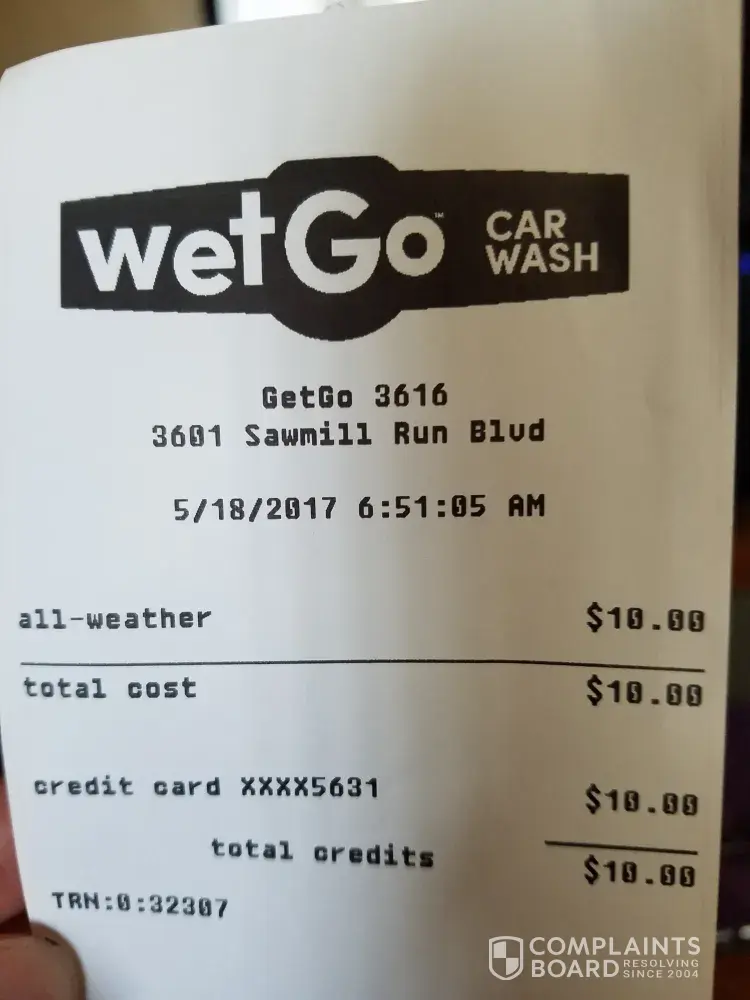 wetGo™ CAR WASH
GetGo 3616
3601 Sawmill Run Blvd
5/18/2017 6:51:05 AM
all-weather $10.00
total cost $10.00
credit card XXXX5631 $10.00
total credits $10.00
TRN:0:32307
COMPLAINTS
BOARD RESOLVING SINCE 2004